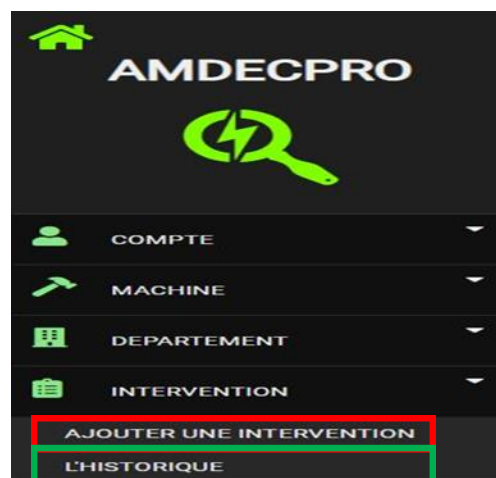 AMDECPRO
COMPTE
MACHINE
DEPARTEMENT
INTERVENTION
AJOUTER UNE INTERVENTION
L'HISTORIQUE